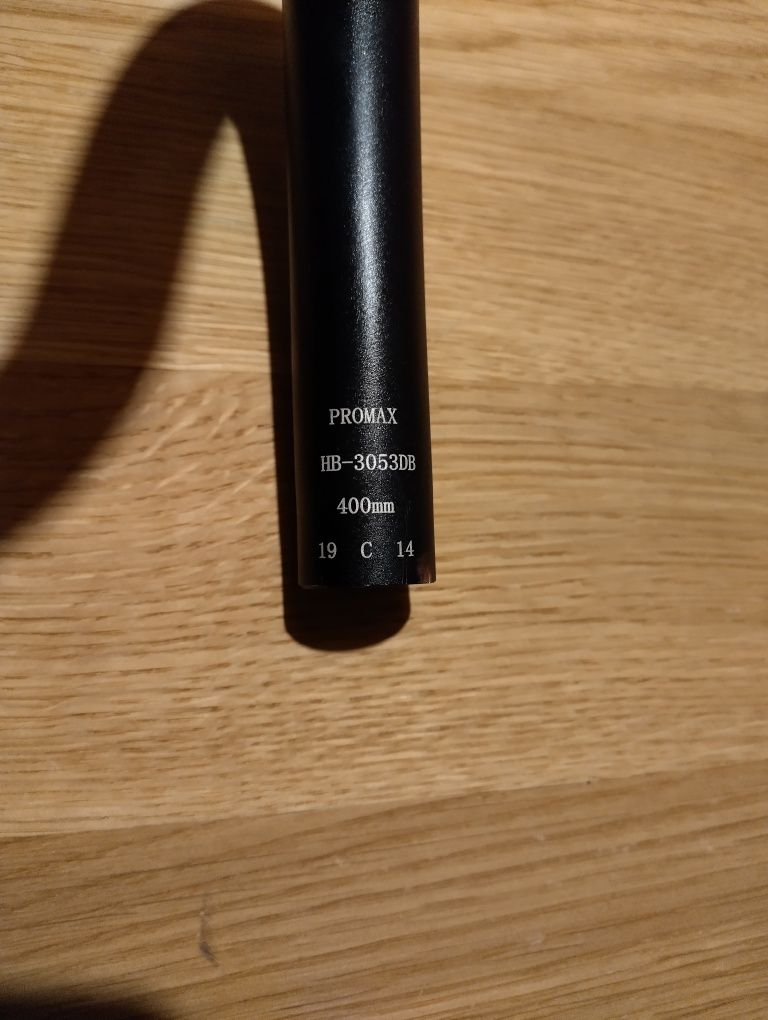 PROMAX
HB-3053DB
400mm
19 C 14